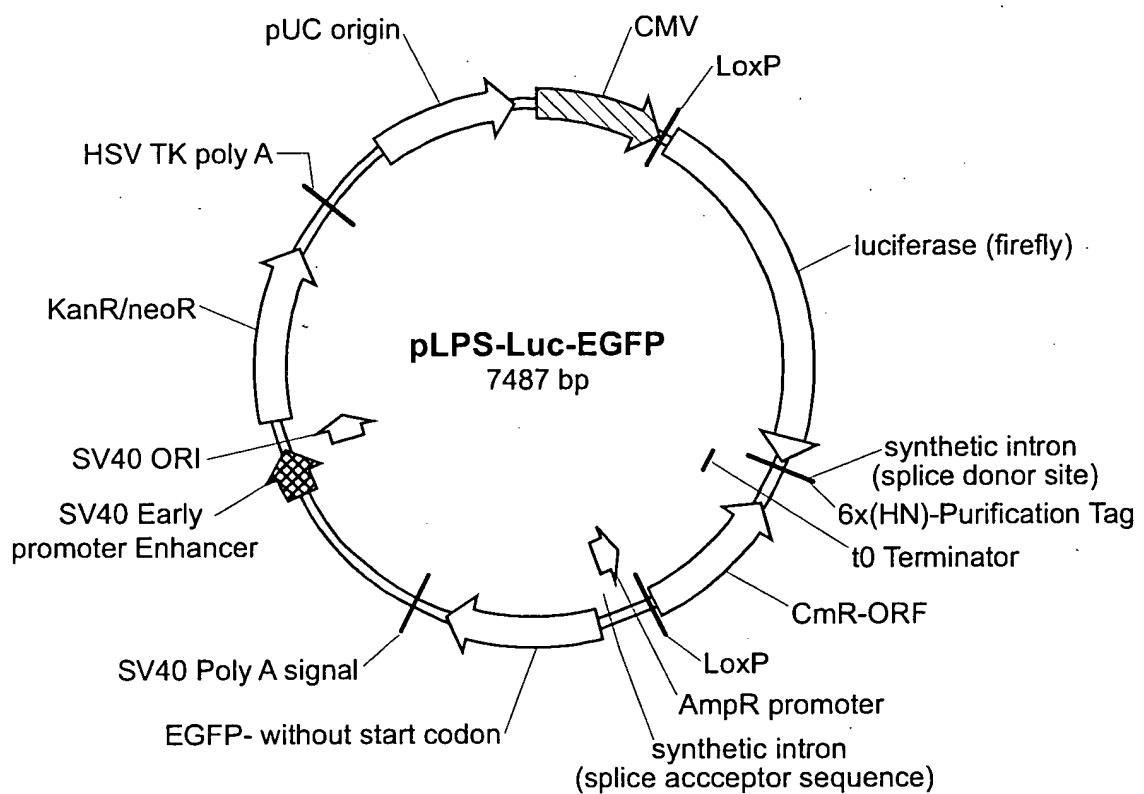 pUC origin
CMV
LoxP
HSV TK poly A
luciferase (firefly)
KanR/neoR
pLPS-Luc-EGFP
7487 bp
SV40 ORI
synthetic intron
(splice donor site)
6x(HN)-Purification Tag
SV40 Early
promoter Enhancer
t0 Terminator
CmR-ORF
SV40 Poly A signal
LoxP
AmpR promoter
EGFP- without start codon
synthetic intron
(splice accceptor sequence)